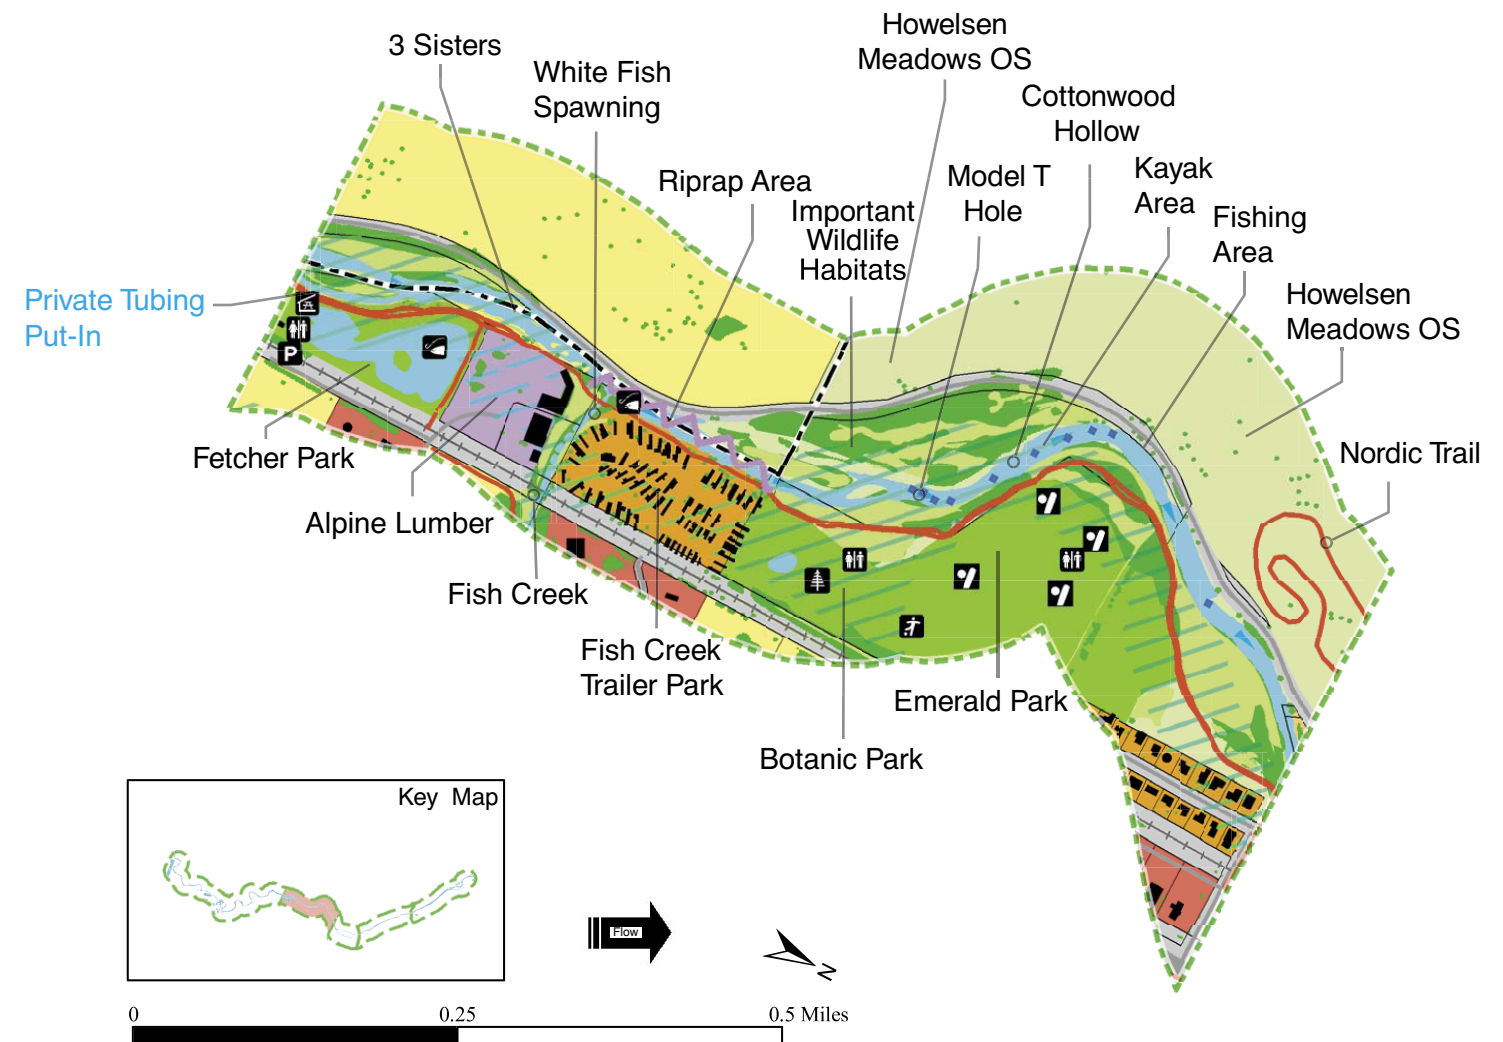 Howelsen
Meadows OS
3 Sisters
White Fish
Spawning
Cottonwood
Hollow
Riprap Area
Model T
Hole
Kayak
Area
Important
Wildlife
Habitats
Fishing
Area
Private Tubing
Put-In
Howelsen
Meadows OS
P
Fetcher Park
Nordic Trail
Alpine Lumber
Fish Creek
Fish Creek
Trailer Park
Emerald Park
Botanic Park
Key Map
Flow
N
0 0.25 0.5 Miles